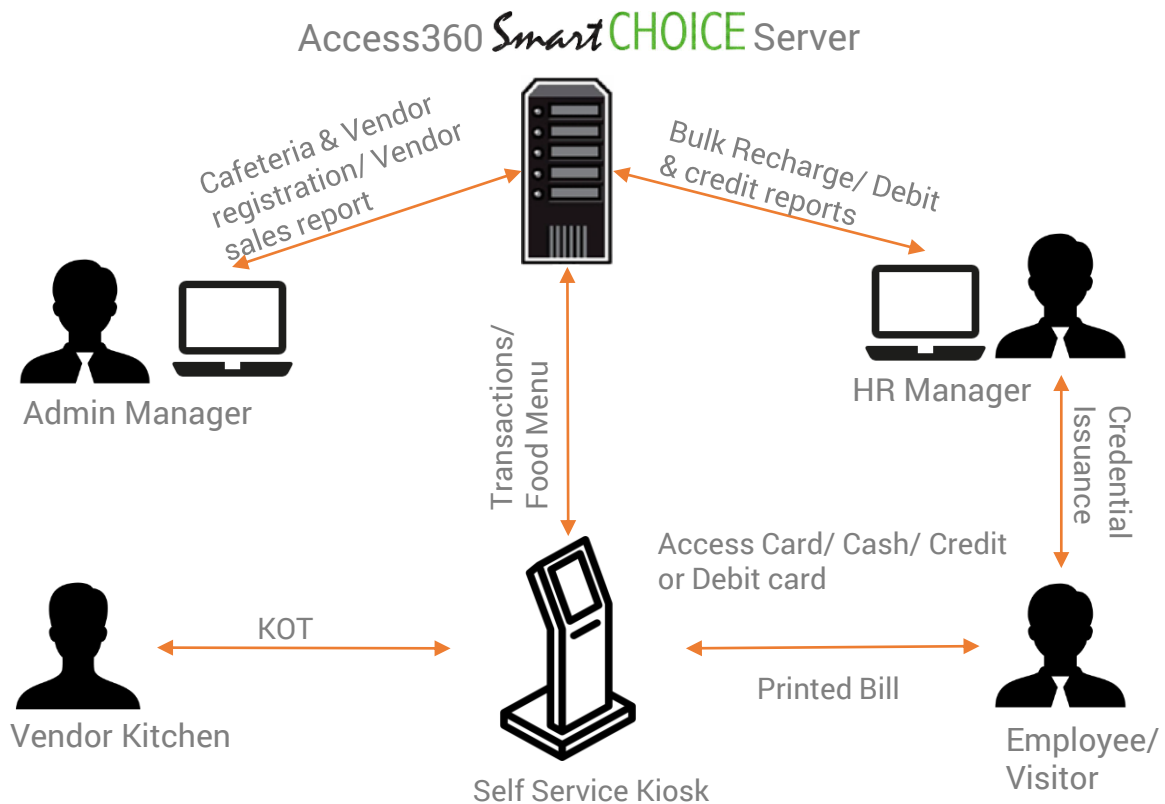 Access360 Smart CHOICE Server
Cafeteria & Vendor
registration/ Vendor
sales report
Bulk Recharge/ Debit
& credit reports
Admin Manager
HR Manager
Transactions/
Food Menu
Credential
Issuance
Access Card/ Cash/ Credit
or Debit card
KOT
Printed Bill
Vendor Kitchen
Self Service Kiosk
Employee/
Visitor